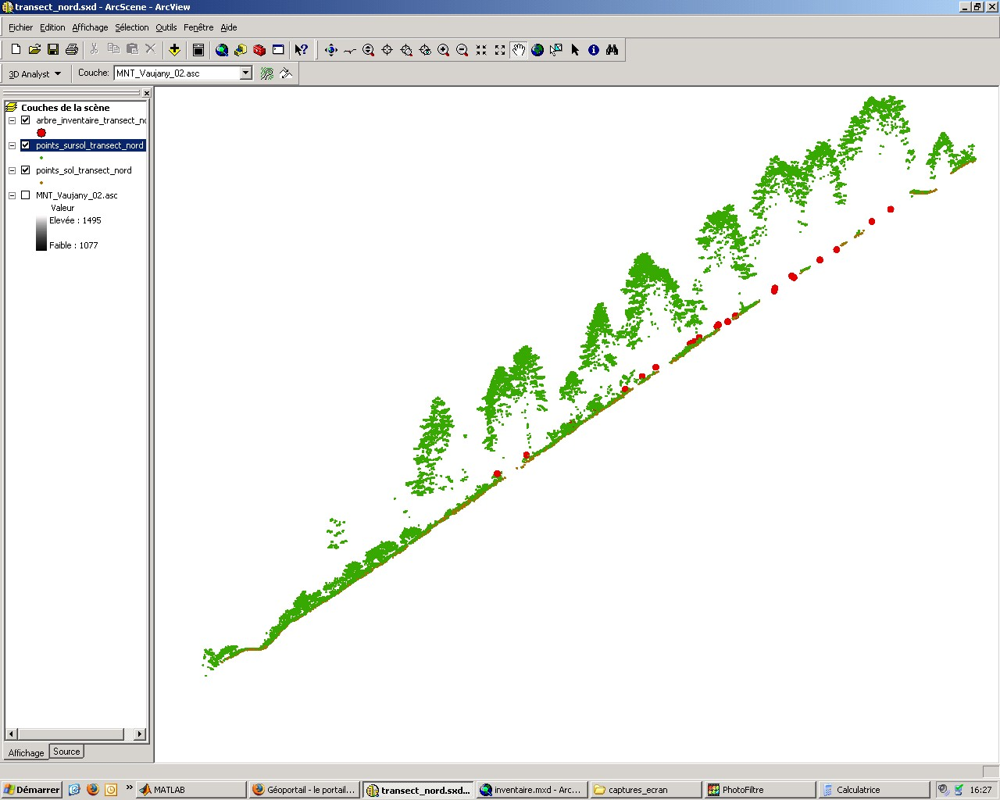 transect_nord.sxd - ArcScene - ArcView
Fichier Edition Affichage Sélection Outils Fenêtre Aide
3D Analyst Couche: MNT_Vaujany_02.asc
Couches de la scène
arbre_inventaire_transect_no
points_sursol_transect_nord
points_sol_transect_nord
MNT_Vaujany_02.asc
Valeur
Elevée : 1495
Faible : 1077
Affichage Source
Démarrer » MATLAB Géoportail - le portail... transect_nord.sxd... inventaire.mxd - Arc... captures_ecran PhotoFiltre Calculatrice 16:27